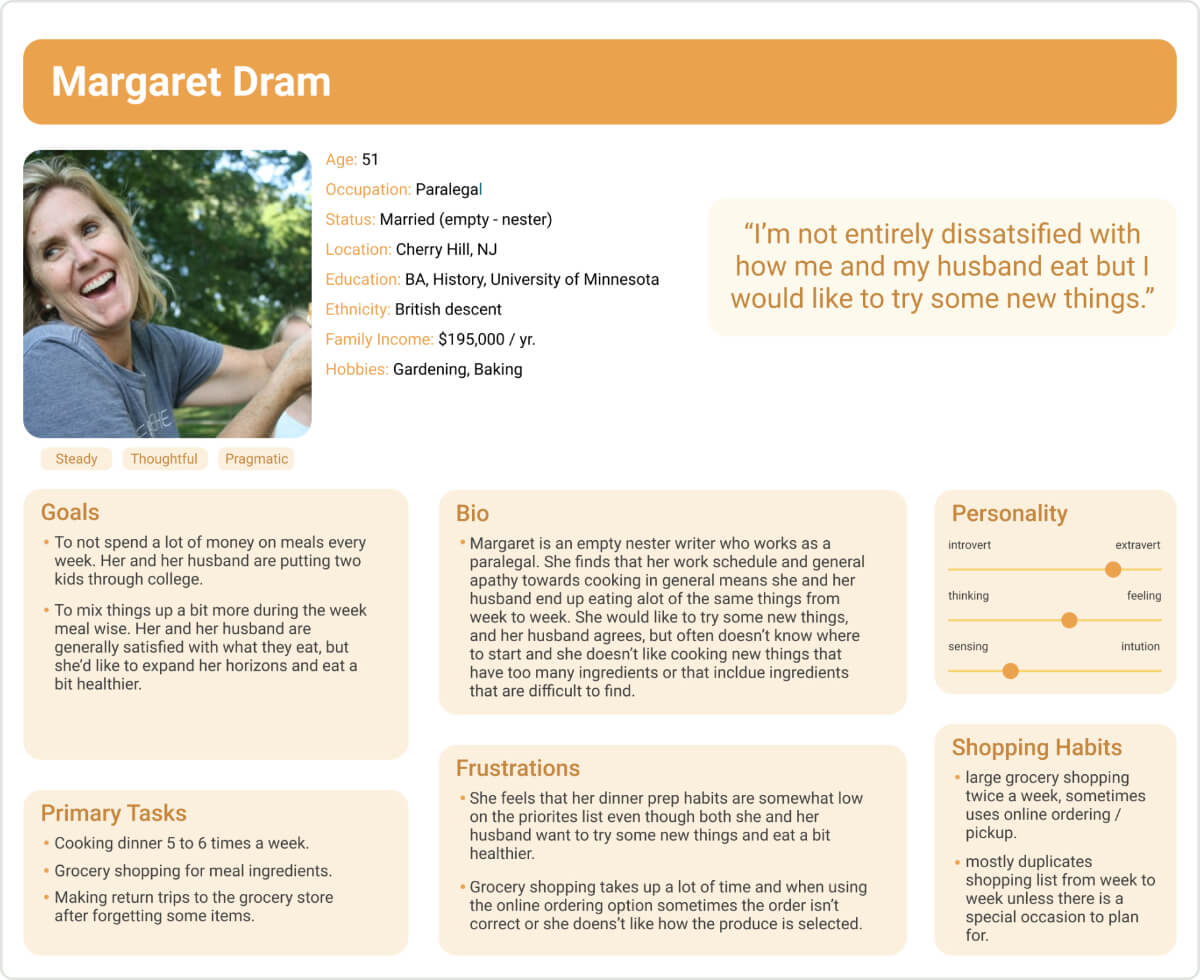 Margaret Dram
Age: 51
Occupation: Paralegal
Status: Married (empty - nester)
Location: Cherry Hill, NJ
Education: BA, History, University of Minnesota
Ethnicity: British descent
Family Income: $195,000 / yr.
Hobbies: Gardening, Baking
“I’m not entirely dissatsified with
how me and my husband eat but I
would like to try some new things.”
Steady
Thoughtful
Pragmatic
Goals
• To not spend a lot of money on meals every
week. Her and her husband are putting two
kids through college.
• To mix things up a bit more during the week
meal wise. Her and her husband are
generally satisfied with what they eat, but
she’d like to expand her horizons and eat a
bit healthier.
Primary Tasks
• Cooking dinner 5 to 6 times a week.
• Grocery shopping for meal ingredients.
• Making return trips to the grocery store
after forgetting some items.
Bio
• Margaret is an empty nester writer who works as a
paralegal. She finds that her work schedule and general
apathy towards cooking in general means she and her
husband end up eating alot of the same things from
week to week. She would like to try some new things,
and her husband agrees, but often doesn’t know where
to start and she doesn’t like cooking new things that
have too many ingredients or that incldue ingredients
that are difficult to find.
Frustrations
• She feels that her dinner prep habits are somewhat low
on the priorites list even though both she and her
husband want to try some new things and eat a bit
healthier.
• Grocery shopping takes up a lot of time and when using
the online ordering option sometimes the order isn’t
correct or she doens’t like how the produce is selected.
Personality
introvert extravert
thinking feeling
sensing intution
Shopping Habits
• large grocery shopping
twice a week, sometimes
uses online ordering /
pickup.
• mostly duplicates
shopping list from week to
week unless there is a
special occasion to plan
for.